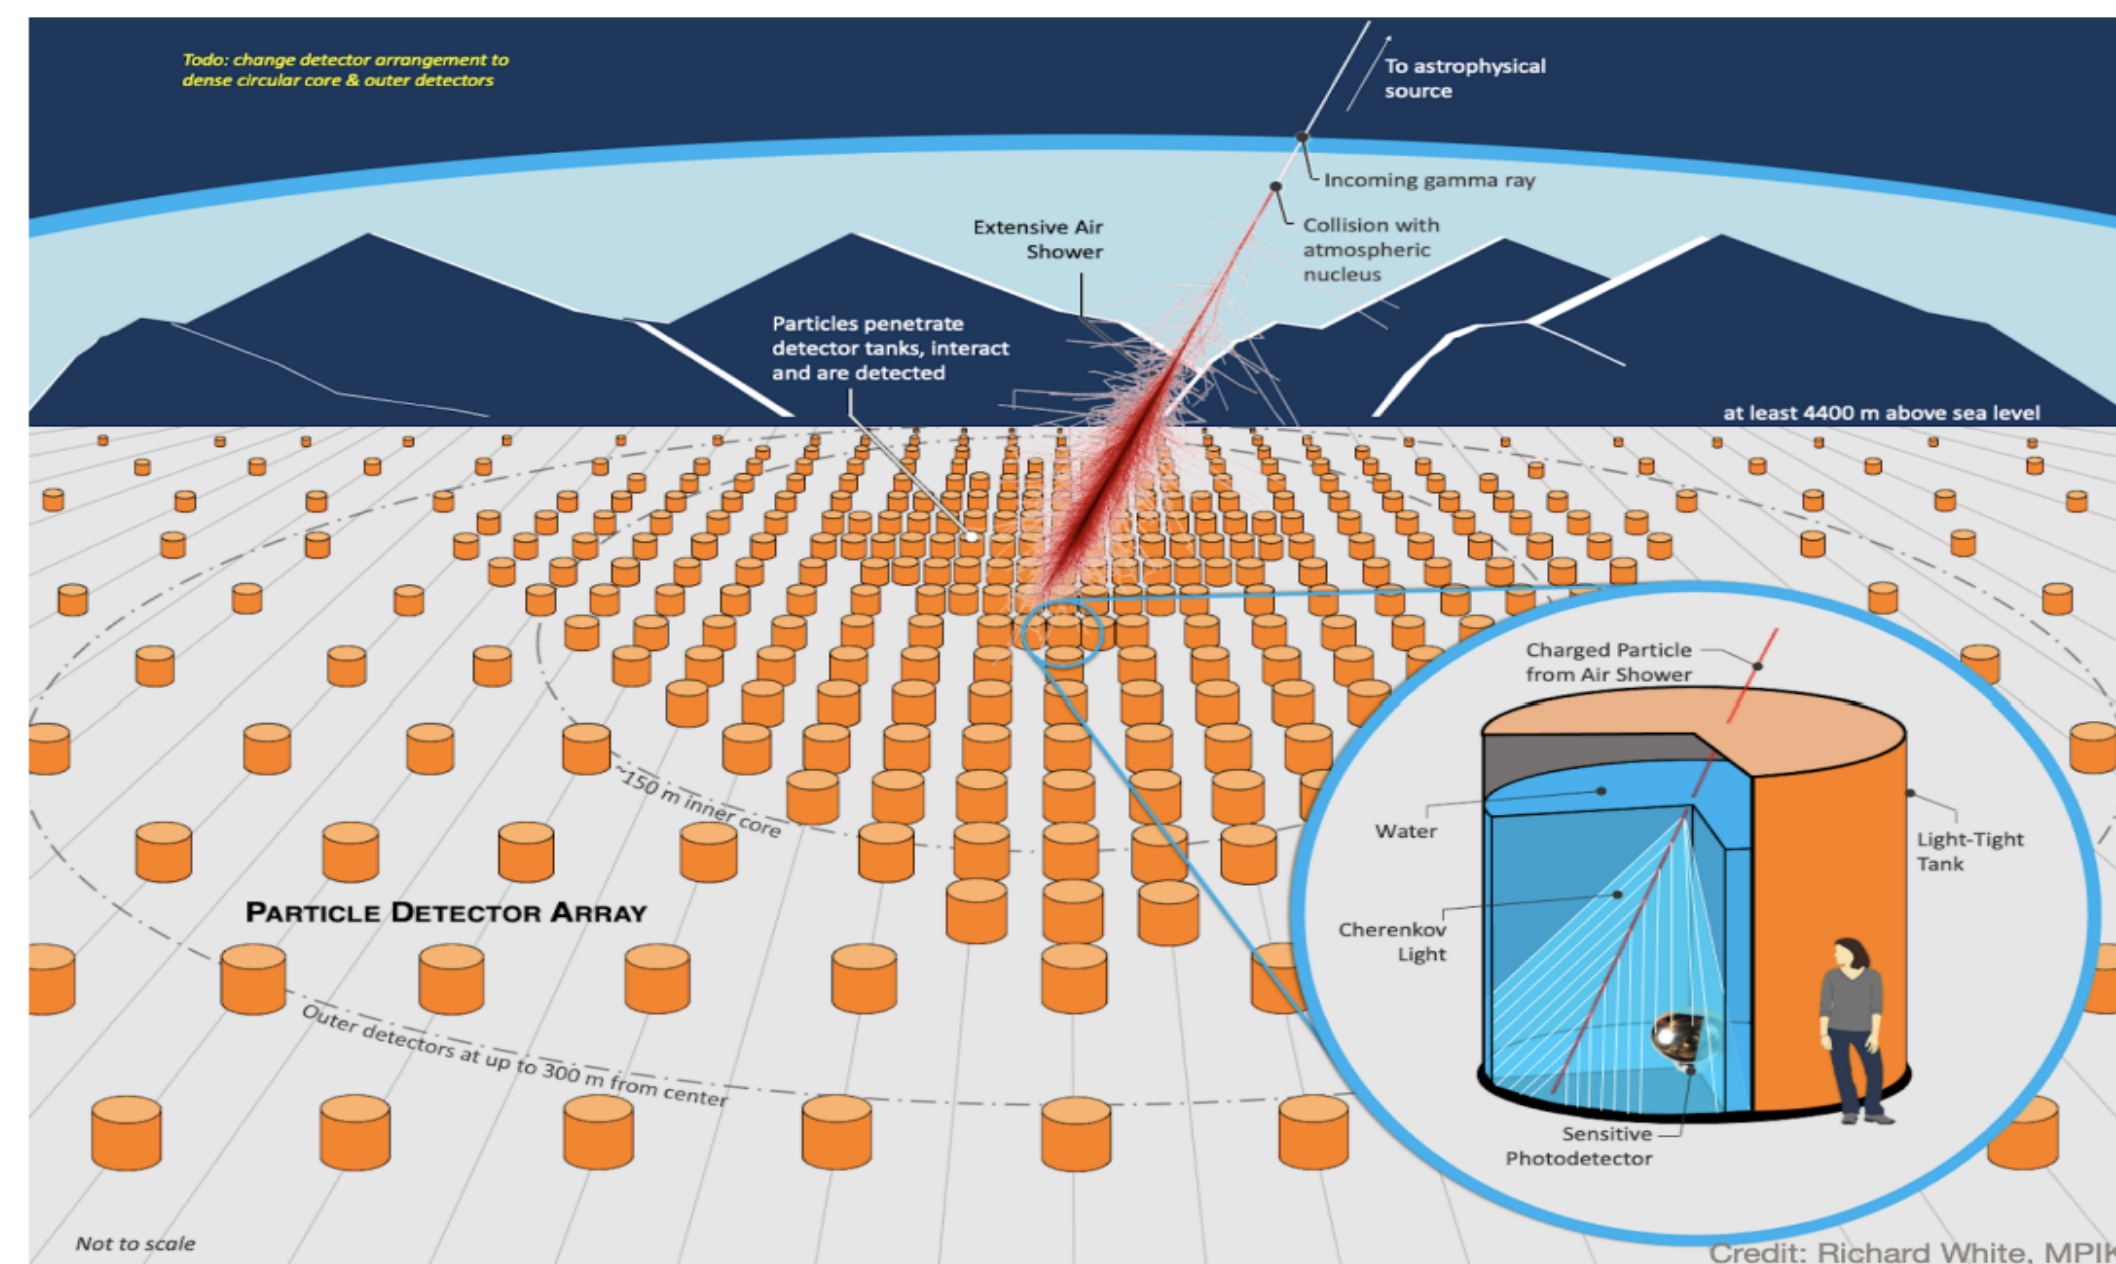 Todo: change detector arrangement to
dense circular core & outer detectors
To astrophysical
source
Incoming gamma ray
Collision with
atmospheric
nucleus
Extensive Air
Shower
Particles penetrate
detector tanks, interact
and are detected
at least 4400 m above sea level
Charged Particle
from Air Shower
~150 m inner core
Water
Light-Tight
Tank
PARTICLE DETECTOR ARRAY
Cherenkov
Light
Outer detectors at up to 300 m from center
Sensitive
Photodetector
Not to scale
Credit: Richard White, MPIK